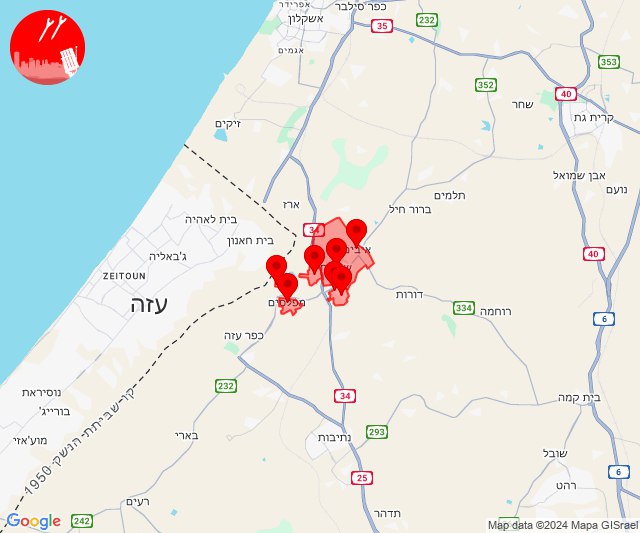 אפרידר
כפר סילבר
אשקלון
אגמים
35
232
353
352
40
שחר
קרית גת
זיקים
אבן שמואל
נועם
תלמים
ברור חיל
ארז
34
בית לאהיה
בית חאנון
איבים
ג'באליה
40
ZEITOUN
עזה
מפלסים
דורות
334
רוחמה
6
כפר עזה
232
נוסיראת
34
בית קמה
בורייג'
293
מוע'אזי
בארי
נתיבות
שובל
קו שביתת הנשק 1950
25
6
רהט
רעים
תדהר
242
Google
Map data ©2024 Mapa GISrael